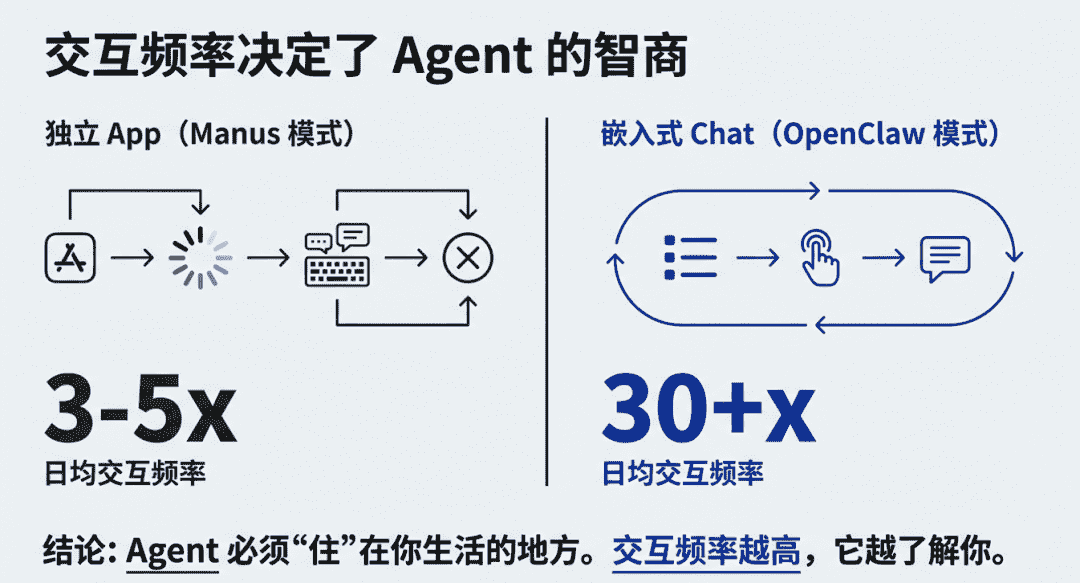 交互频率决定了 Agent 的智商
独立 App（Manus 模式）
嵌入式 Chat（OpenClaw 模式）
3-5x
日均交互频率
30+x
日均交互频率
结论: Agent 必须“住”在你生活的地方。交互频率越高，它越了解你。